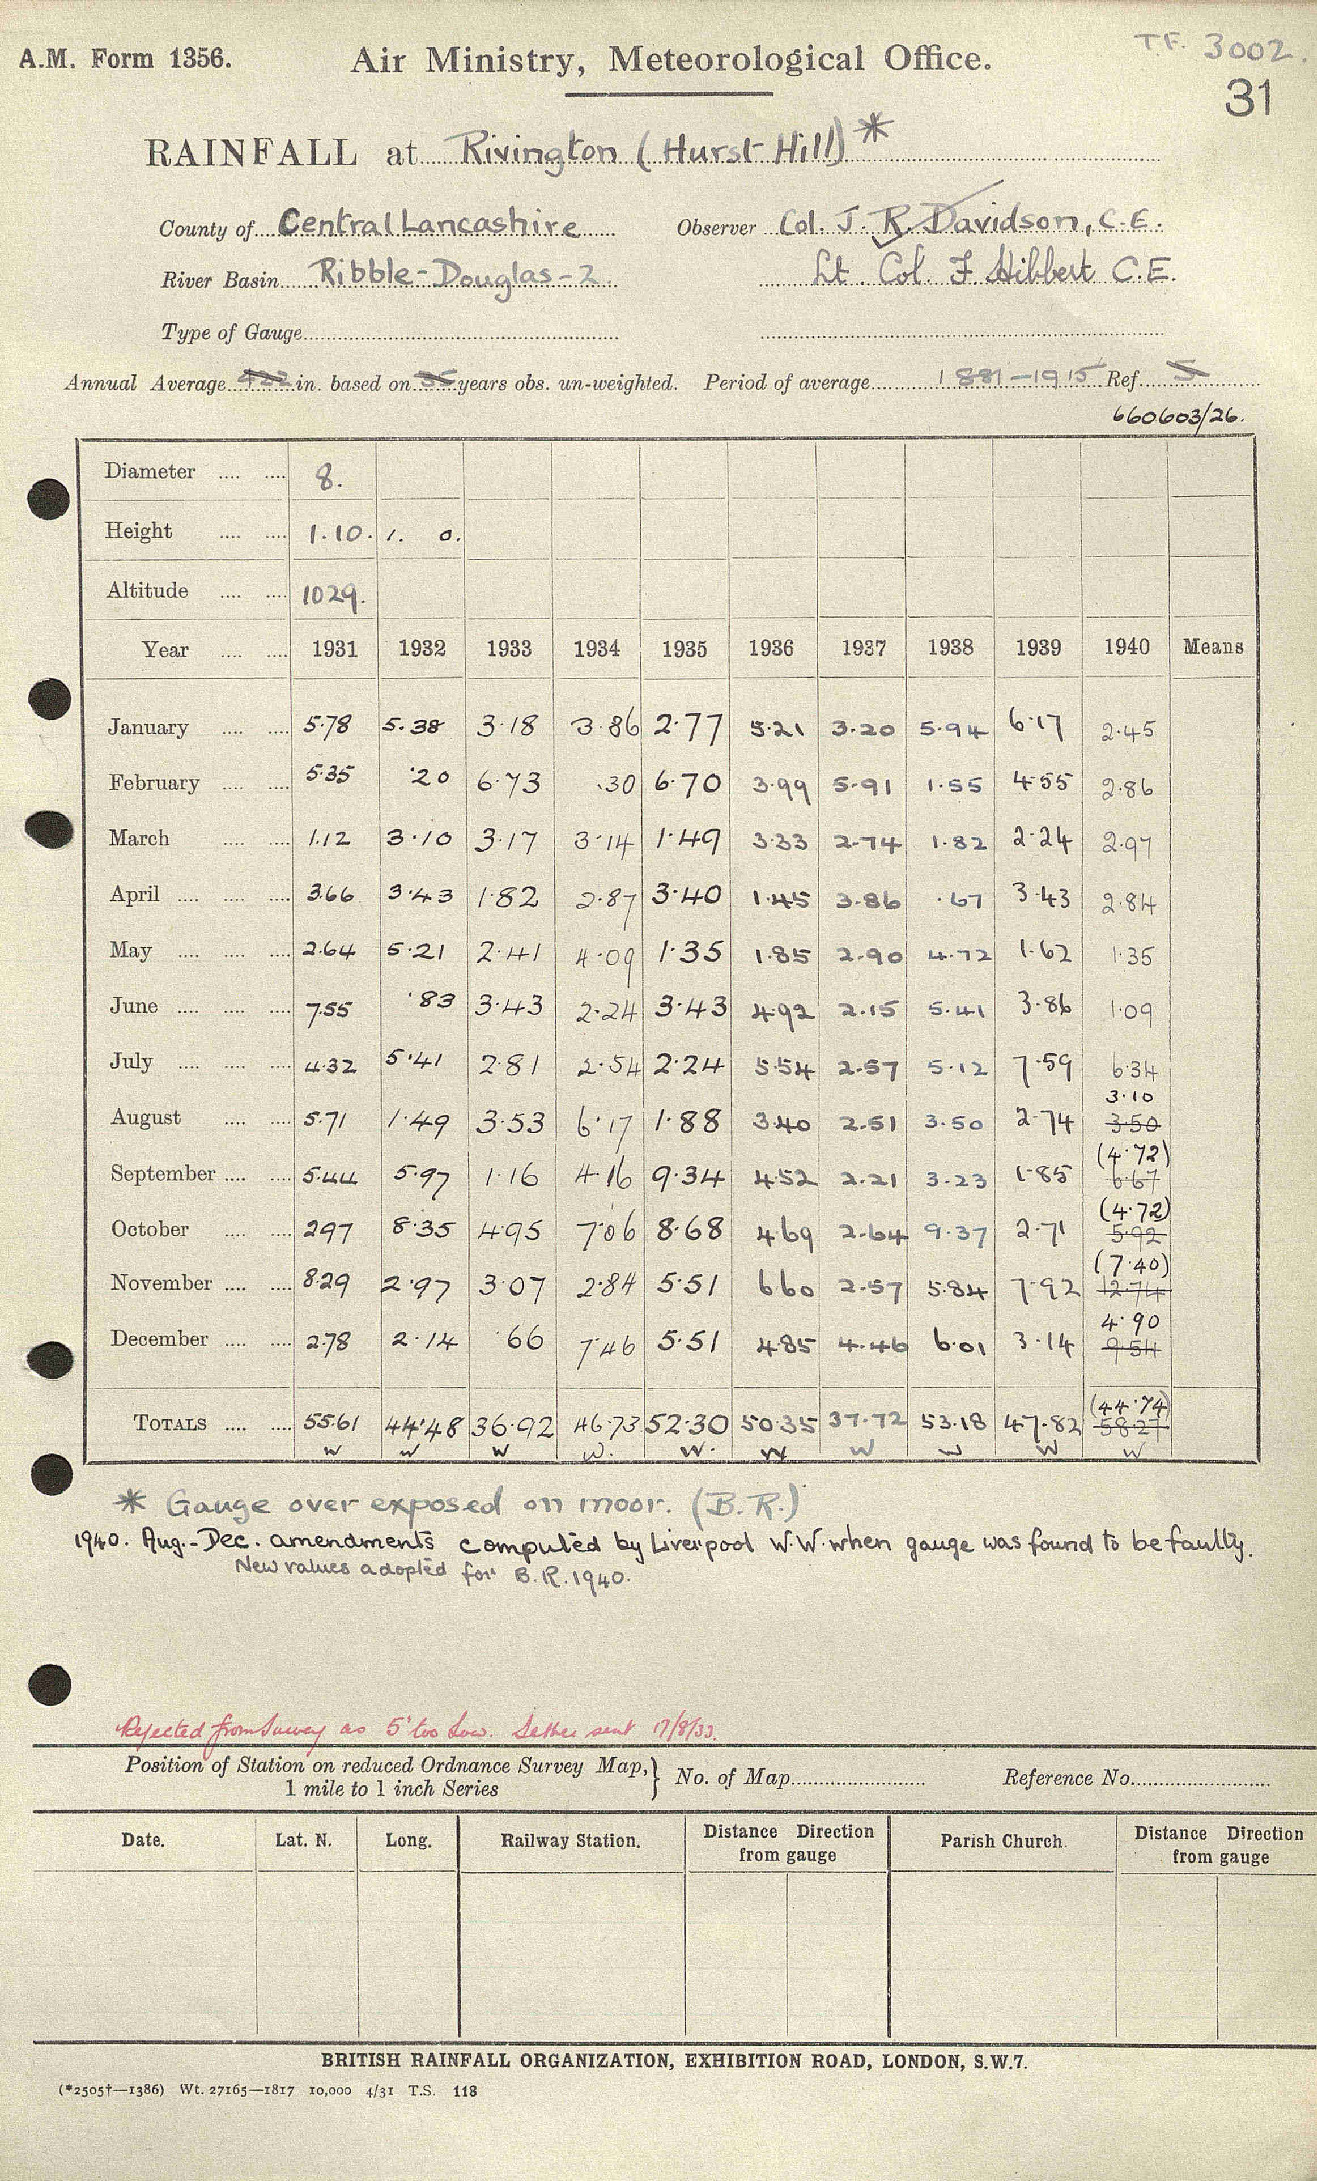 A.M. Form 1356. Air Ministry, Meteorological Office. T.F. 3002.
31
RAINFALL at Rivington (Hurst Hill) *
County of Central Lancashire Observer Col. J. R. Davidson, C.E.
River Basin Ribble-Douglas-2. Lt. Col. F. Hibbert C.E.
Type of Gauge
Annual Average 422 in. based on 35 years obs. un-weighted. Period of average 1881-1915 Ref. 5
660603/26.
Diameter .... .... 8.
Height .... .... 1.10. 1. 0.
Altitude .... .... 1029.
Year .... .... 1931 1932 1933 1934 1935 1936 1937 1938 1939 1940 Means
January .... .... 5.78 5.38 3.18 3.86 2.77 5.21 3.20 5.94 6.17 2.45
February .... .... 5.35 .20 6.73 .30 6.70 3.99 5.91 1.55 4.55 2.86
March .... .... 1.12 3.10 3.17 3.14 1.49 3.33 2.74 1.82 2.24 2.97
April .... .... .... 3.66 3.43 1.82 2.87 3.40 1.45 3.86 .67 3.43 2.84
May .... .... .... 2.64 5.21 2.41 4.09 1.35 1.85 2.90 4.72 1.62 1.35
June .... .... .... 7.55 .83 3.43 2.24 3.43 4.92 2.15 5.41 3.86 1.09
July .... .... .... 4.32 5.41 2.81 2.54 2.24 5.54 2.57 5.12 7.59 6.34
3.10
August .... .... 5.71 1.49 3.53 6.17 1.88 3.40 2.51 3.50 2.74 3.50
(4.72)
September .... .... 5.44 5.97 1.16 4.16 9.34 4.52 2.21 3.23 1.85 6.67
(4.72)
October .... .... 2.97 8.35 4.95 7.06 8.68 4.69 2.64 9.37 2.71 5.92
(7.40)
November .... .... 8.29 2.97 3.07 2.84 5.51 6.60 2.57 5.84 7.92 12.74
4.90
December .... .... 2.78 2.14 .66 7.46 5.51 4.85 4.46 6.01 3.14 9.54
(44.74)
TOTALS .... .... 55.61 44.48 36.92 46.73 52.30 50.35 37.72 53.18 47.82 58.27
w w w w. w. w w w w w
* Gauge over exposed on moor. (B.R.)
1940. Aug.-Dec. amendments computed by Liverpool W.W. when gauge was found to be faulty.
New values adopted for B.R. 1940.
Rejected from Survey as 5" too low. Letter sent 17/8/33.
Position of Station on reduced Ordnance Survey Map, } No. of Map Reference No.
1 mile to 1 inch Series
Date. Lat. N. Long. Railway Station. Distance Direction from gauge Parish Church. Distance Direction from gauge
BRITISH RAINFALL ORGANIZATION, EXHIBITION ROAD, LONDON, S.W.7.
(*2505†—1386) Wt. 27165—1817 10,000 4/31 T.S. 118